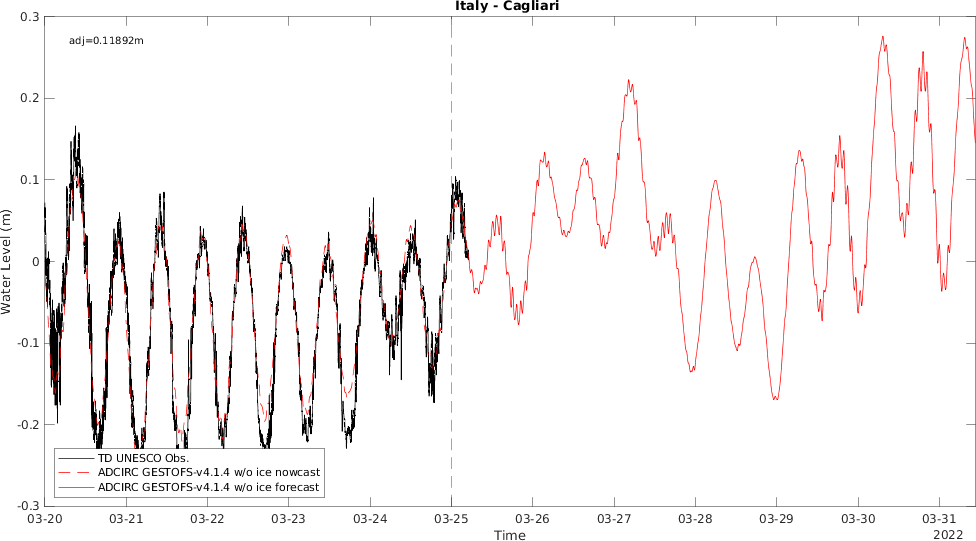 Italy - Cagliari
adj=0.11892m
Water Level (m)
0.3
0.2
0.1
0
-0.1
-0.2
-0.3
TD UNESCO Obs.
ADCIRC GESTOFS-v4.1.4 w/o ice nowcast
ADCIRC GESTOFS-v4.1.4 w/o ice forecast
03-20 03-21 03-22 03-23 03-24 03-25 03-26 03-27 03-28 03-29 03-30 03-31
2022
Time